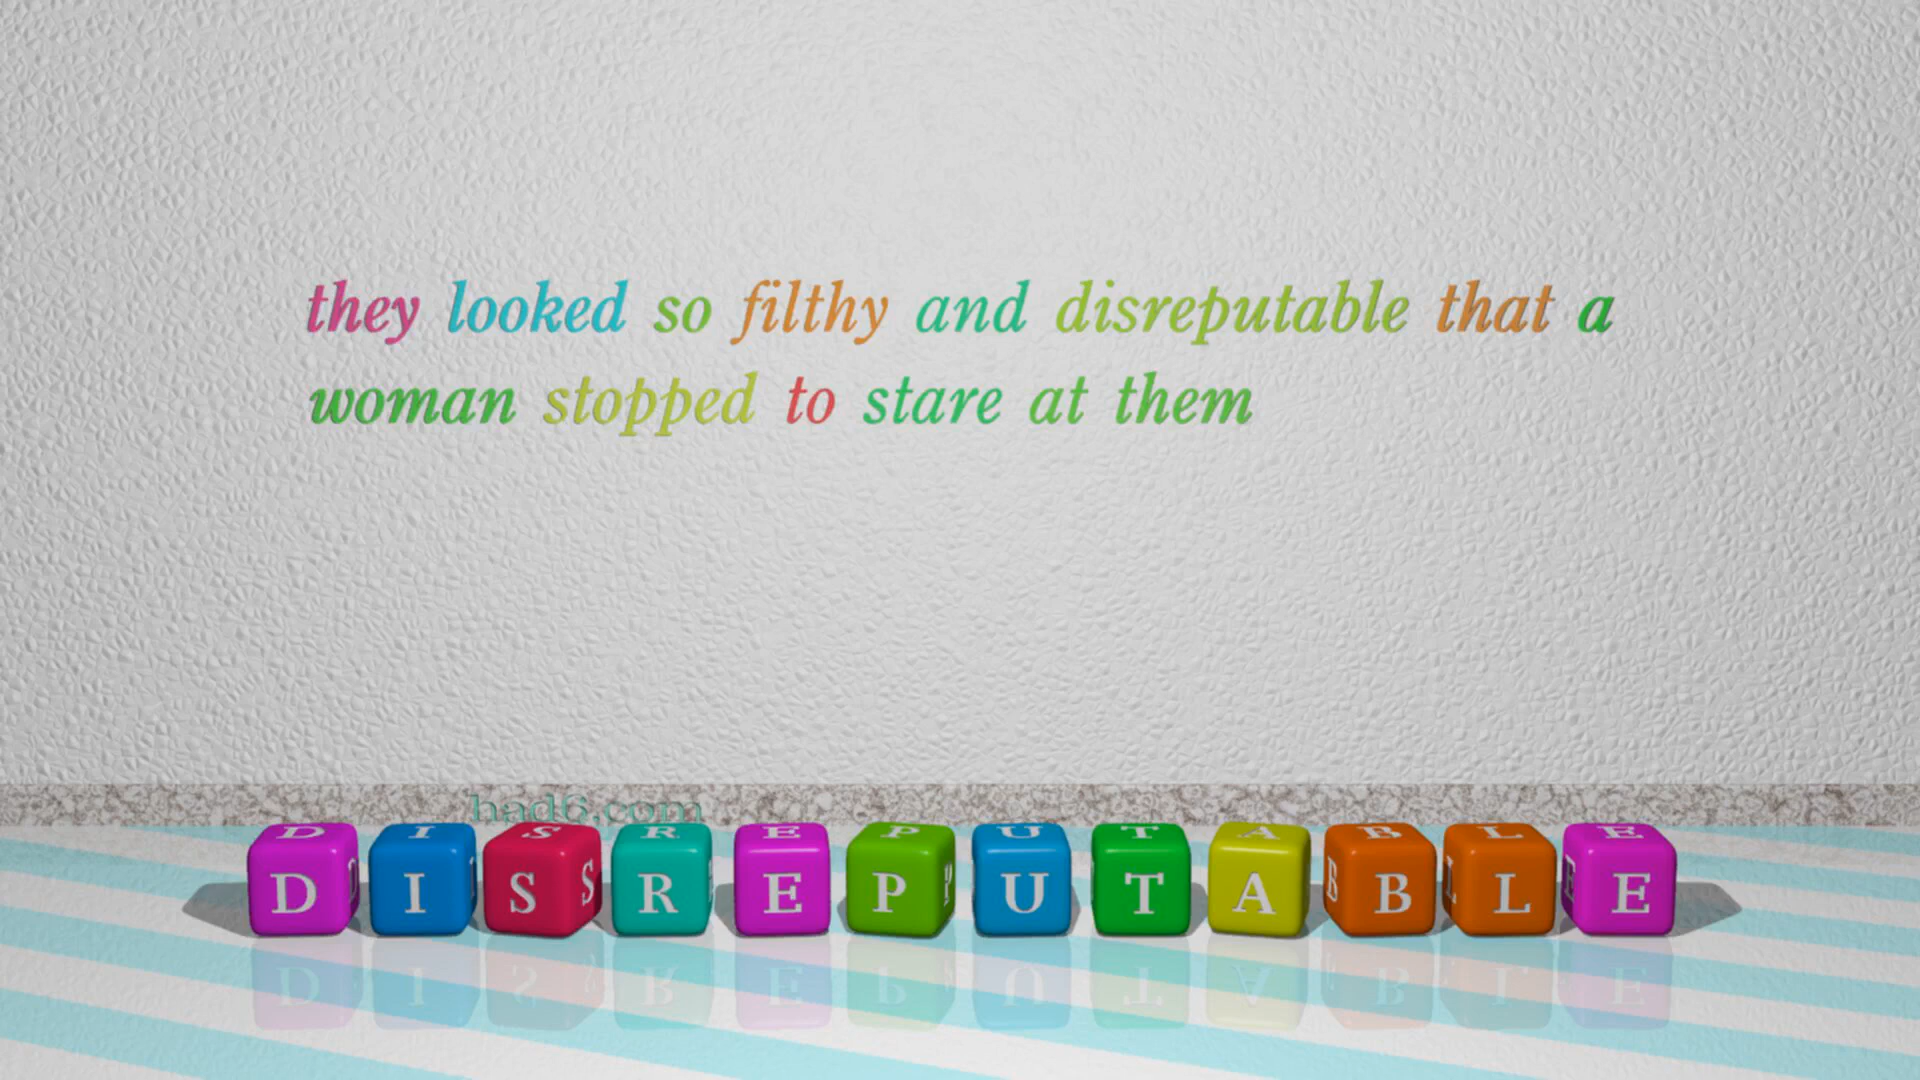 they looked so filthy and disreputable that a
woman stopped to stare at them
had6.com
DISREPUTABLE